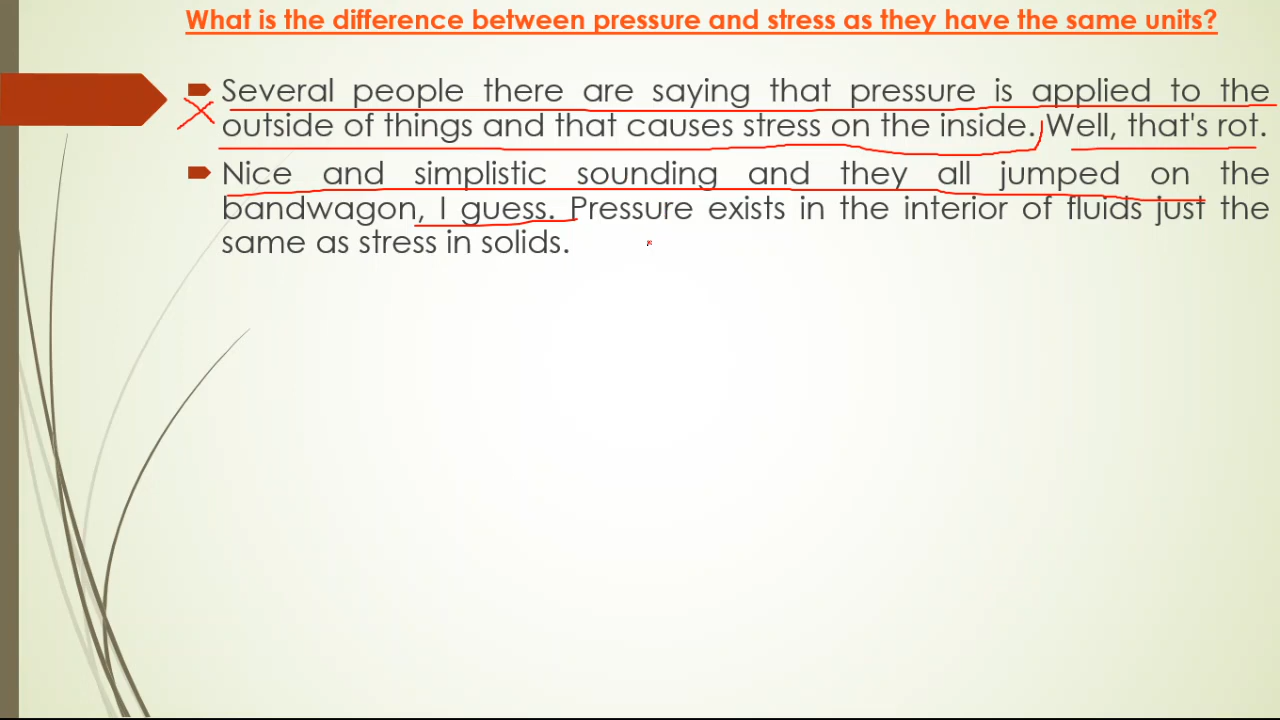 What is the difference between pressure and stress as they have the same units?
Several people there are saying that pressure is applied to the
outside of things and that causes stress on the inside. Well, that's rot.
Nice and simplistic sounding and they all jumped on the
bandwagon, I guess. Pressure exists in the interior of fluids just the
same as stress in solids.